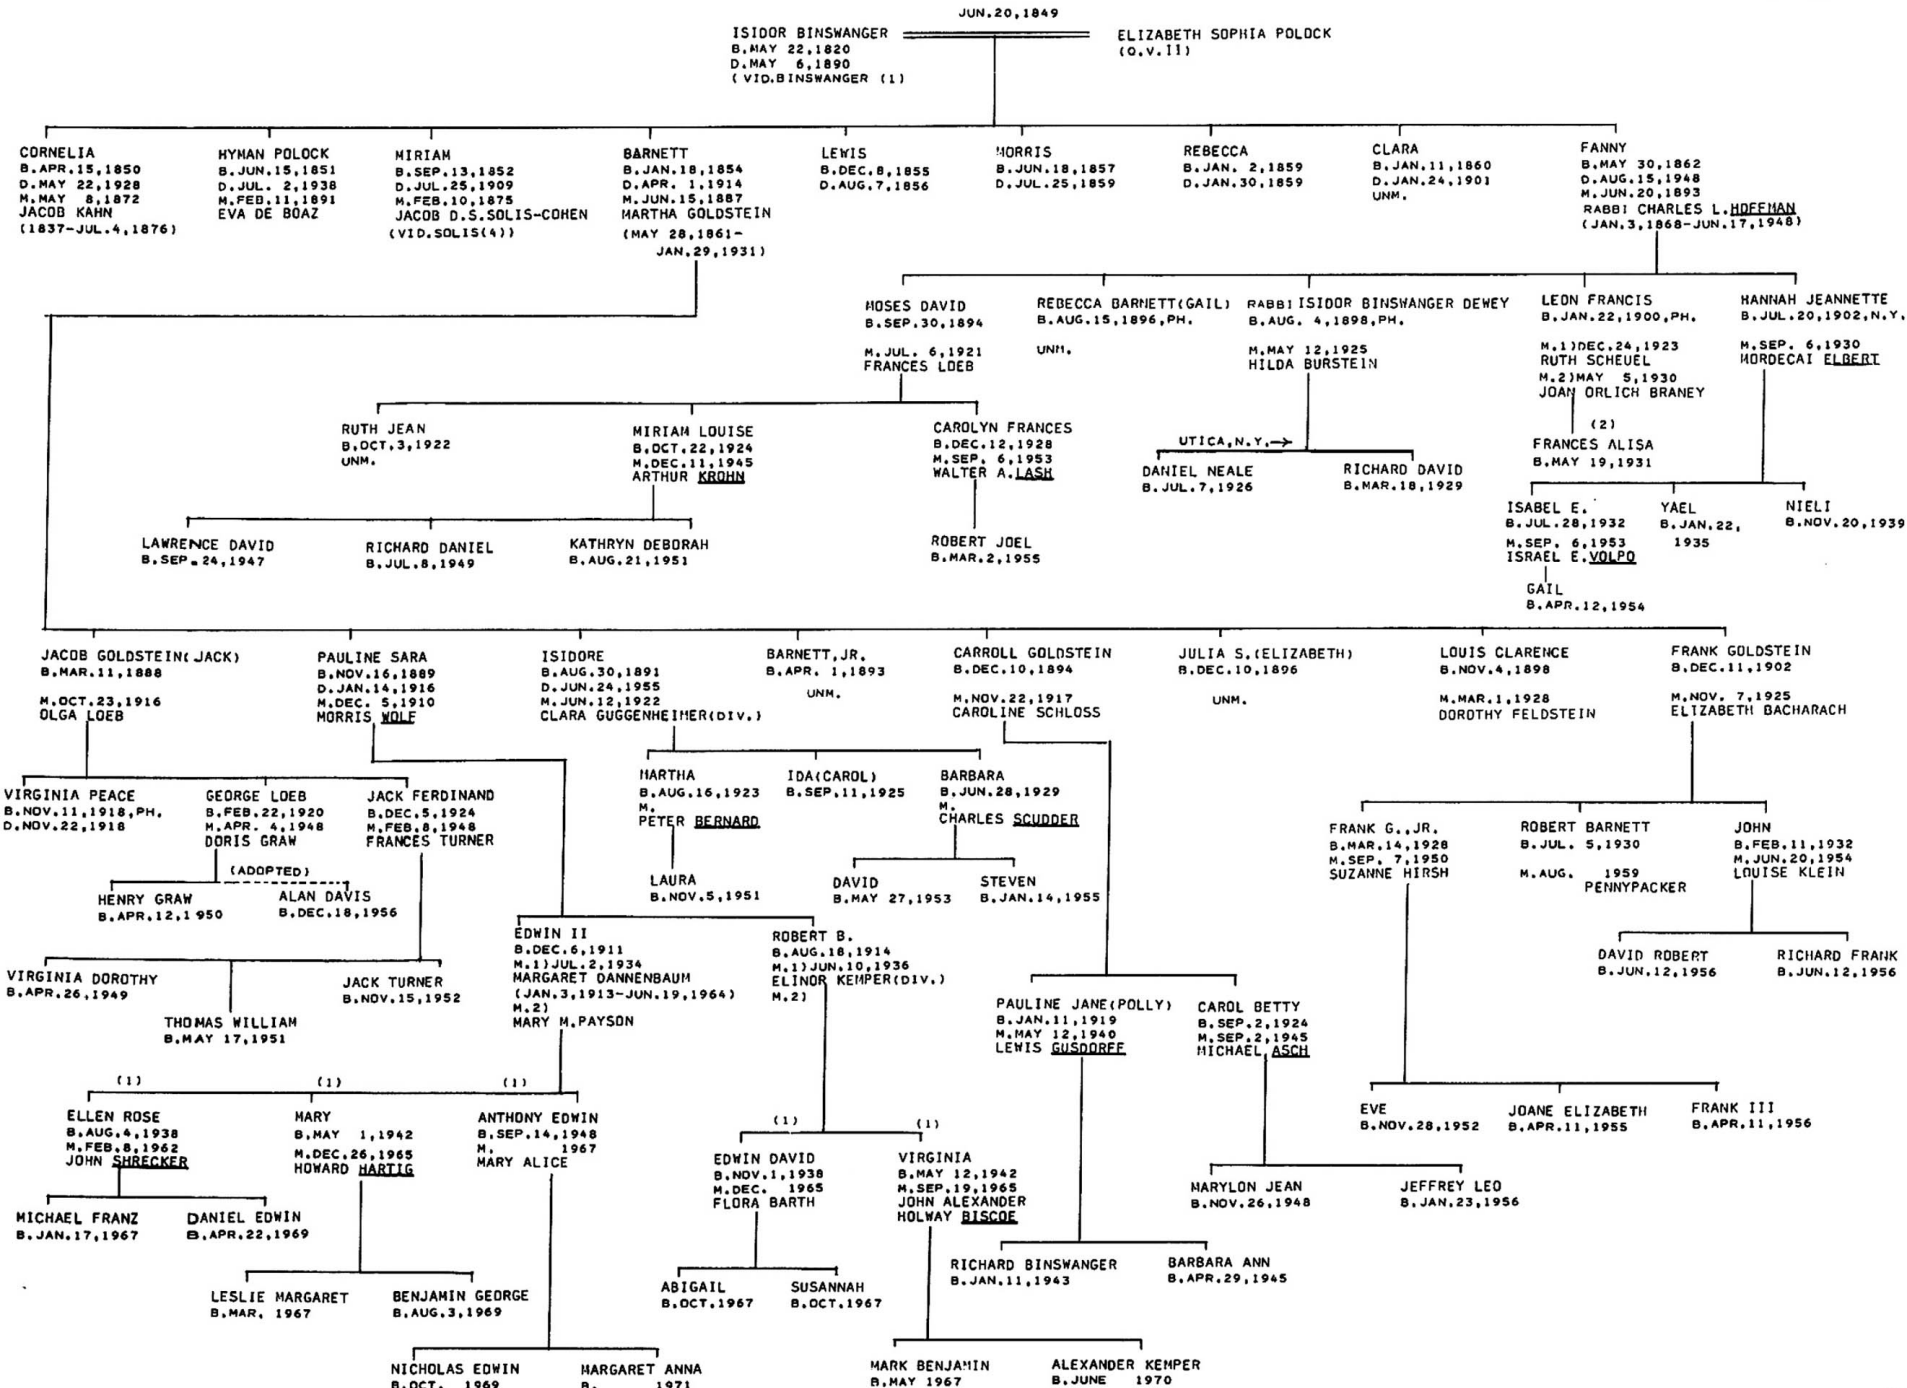 JUN.20,1849
ISIDOR BINSWANGER
B.MAY 22,1820
D.MAY 6,1890
(VID.BINSWANGER (1)
ELIZABETH SOPHIA POLOCK
(Q.V.II)
CORNELIA
B.APR.15,1850
D.MAY 22,1928
M.MAY 8,1872
JACOB KAHN
(1837-JUL.4,1876)
HYMAN POLOCK
B.JUN.15,1851
D.JUL. 2,1938
M.FEB.11,1891
EVA DE BOAZ
MIRIAM
B.SEP.13,1852
D.JUL.25,1909
M.FEB.10,1875
JACOB D.S.SOLIS-COHEN
(VID.SOLIS(4))
BARNETT
B.JAN.18,1854
D.APR. 1,1914
M.JUN.15,1887
MARTHA GOLDSTEIN
(MAY 28,1861-
JAN.29,1931)
LEWIS
B.DEC.8,1855
D.AUG.7,1856
MORRIS
B.JUN.18,1857
D.JUL.25,1859
REBECCA
B.JAN. 2,1859
D.JAN.30,1859
CLARA
B.JAN.11,1860
D.JAN.24,1901
UNM.
FANNY
B.MAY 30,1862
D.AUG.15,1948
M.JUN.20,1893
RABBI CHARLES L.HOFFMAN
(JAN.3,1868-JUN.17,1948)
MOSES DAVID
B.SEP.30,1894
M.JUL. 6,1921
FRANCES LOEB
REBECCA BARNETT(GAIL)
B.AUG.15,1896,PH.
UNM.
RABBI ISIDOR BINSWANGER DEWEY
B.AUG. 4,1898,PH.
M.MAY 12,1925
HILDA BURSTEIN
LEON FRANCIS
B.JAN.22,1900,PH.
M.1)DEC.24,1923
RUTH SCHEUEL
M.2)MAY 5,1930
JOAN ORLICH BRANEY
HANNAH JEANNETTE
B.JUL.20,1902,N.Y.
M.SEP. 6,1930
MORDECAI ELBERT
RUTH JEAN
B.OCT.3,1922
UNM.
MIRIAM LOUISE
B.OCT.22,1924
M.DEC.11,1945
ARTHUR KROHN
CAROLYN FRANCES
B.DEC.12,1928
M.SEP. 6,1953
WALTER A.LASH
UTICA,N.Y.→
DANIEL NEALE
B.JUL.7,1926
RICHARD DAVID
B.MAR.18,1929
(2)
FRANCES ALISA
B.MAY 19,1931
ISABEL E.
B.JUL.28,1932
M.SEP. 6,1953
ISRAEL E.VOLPO
YAEL
B.JAN.22,
1935
NIELI
B.NOV.20,1939
LAWRENCE DAVID
B.SEP.24,1947
RICHARD DANIEL
B.JUL.8,1949
KATHRYN DEBORAH
B.AUG.21,1951
ROBERT JOEL
B.MAR.2,1955
GAIL
B.APR.12,1954
JACOB GOLDSTEIN(JACK)
B.MAR.11,1888
M.OCT.23,1916
OLGA LOEB
PAULINE SARA
B.NOV.16,1889
D.JAN.14,1916
M.DEC. 5,1910
MORRIS WOLF
ISIDORE
B.AUG.30,1891
D.JUN.24,1955
M.JUN.12,1922
CLARA GUGGENHEIMER(DIV.)
BARNETT,JR.
B.APR. 1,1893
UNM.
CARROLL GOLDSTEIN
B.DEC.10,1894
M.NOV.22,1917
CAROLINE SCHLOSS
JULIA S.(ELIZABETH)
B.DEC.10,1896
UNM.
LOUIS CLARENCE
B.NOV.4,1898
M.MAR.1,1928
DOROTHY FELDSTEIN
FRANK GOLDSTEIN
B.DEC.11,1902
M.NOV. 7,1925
ELIZABETH BACHARACH
VIRGINIA PEACE
B.NOV.11,1918,PH.
D.NOV.22,1918
GEORGE LOEB
B.FEB.22,1920
M.APR. 4,1948
DORIS GRAW
JACK FERDINAND
B.DEC.5,1924
M.FEB.8,1948
FRANCES TURNER
MARTHA
B.AUG.16,1923
M.
PETER BERNARD
IDA(CAROL)
B.SEP.11,1925
BARBARA
B.JUN.28,1929
M.
CHARLES SCUDDER
FRANK G.,JR.
B.MAR.14,1928
M.SEP. 7,1950
SUZANNE HIRSH
ROBERT BARNETT
B.JUL. 5,1930
M.AUG. 1959
PENNYPACKER
JOHN
B.FEB.11,1932
M.JUN.20,1954
LOUISE KLEIN
(ADOPTED)
HENRY GRAW
B.APR.12,1950
ALAN DAVIS
B.DEC.18,1956
LAURA
B.NOV.5,1951
DAVID
B.MAY 27,1953
STEVEN
B.JAN.14,1955
EDWIN II
B.DEC.6,1911
M.1)JUL.2,1934
MARGARET DANNENBAUM
(JAN.3,1913-JUN.19,1964)
M.2)
MARY M.PAYSON
ROBERT B.
B.AUG.18,1914
M.1)JUN.10,1936
ELINOR KEMPER(DIV.)
M.2)
DAVID ROBERT
B.JUN.12,1956
RICHARD FRANK
B.JUN.12,1956
VIRGINIA DOROTHY
B.APR.26,1949
JACK TURNER
B.NOV.15,1952
THOMAS WILLIAM
B.MAY 17,1951
PAULINE JANE(POLLY)
B.JAN.11,1919
M.MAY 12,1940
LEWIS GUSDORFF
CAROL BETTY
B.SEP.2,1924
M.SEP.2,1945
MICHAEL ASCH
(1) (1) (1)
ELLEN ROSE
B.AUG.4,1938
M.FEB.8,1962
JOHN SHRECKER
MARY
B.MAY 1,1942
M.DEC.26,1965
HOWARD HARTIG
ANTHONY EDWIN
B.SEP.14,1948
M. 1967
MARY ALICE
(1) (1)
EDWIN DAVID
B.NOV.1,1938
M.DEC. 1965
FLORA BARTH
VIRGINIA
B.MAY 12,1942
M.SEP.19,1965
JOHN ALEXANDER
HOLWAY BISCOE
EVE
B.NOV.28,1952
JOANE ELIZABETH
B.APR.11,1955
FRANK III
B.APR.11,1956
MARYLON JEAN
B.NOV.26,1948
JEFFREY LEO
B.JAN.23,1956
MICHAEL FRANZ
B.JAN.17,1967
DANIEL EDWIN
B.APR.22,1969
RICHARD BINSWANGER
B.JAN.11,1943
BARBARA ANN
B.APR.29,1945
LESLIE MARGARET
B.MAR. 1967
BENJAMIN GEORGE
B.AUG.3,1969
ABIGAIL
B.OCT.1967
SUSANNAH
B.OCT.1967
NICHOLAS EDWIN
B.OCT. 1969
MARGARET ANNA
B. 1971
MARK BENJAMIN
B.MAY 1967
ALEXANDER KEMPER
B.JUNE 1970